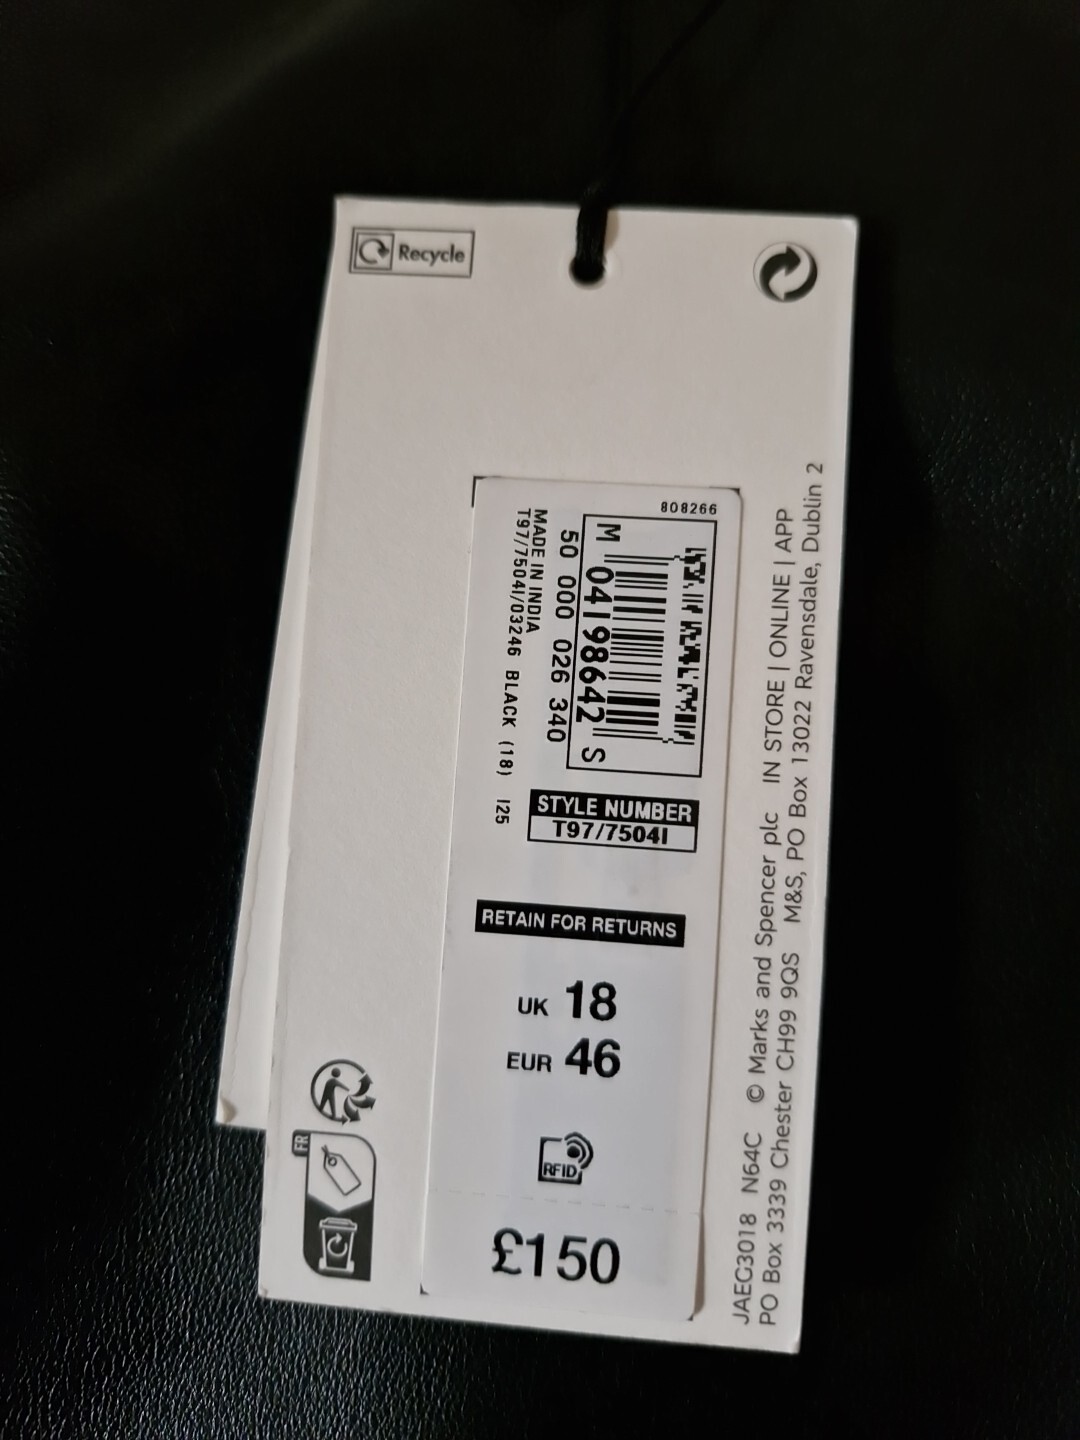 Recycle
808266
M 04198642 S
50 000 026 340
MADE IN INDIA
T97/7504I/03246 BLACK (18) I25
STYLE NUMBER
T97/7504I
RETAIN FOR RETURNS
UK 18
EUR 46
RFID
£150
FR
JAEG3018 N64C © Marks and Spencer plc IN STORE | ONLINE | APP
PO Box 3339 Chester CH99 9QS M&S, PO Box 13022 Ravensdale, Dublin 2